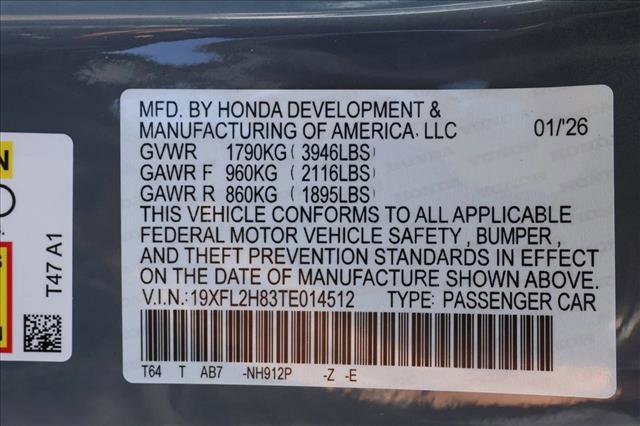 MFD. BY HONDA DEVELOPMENT &
MANUFACTURING OF AMERICA, LLC 01/'26
GVWR 1790KG ( 3946LBS)
GAWR F 960KG ( 2116LBS)
GAWR R 860KG ( 1895LBS)
THIS VEHICLE CONFORMS TO ALL APPLICABLE
FEDERAL MOTOR VEHICLE SAFETY, BUMPER,
AND THEFT PREVENTION STANDARDS IN EFFECT
ON THE DATE OF MANUFACTURE SHOWN ABOVE.
V.I.N.:19XFL2H83TE014512 TYPE: PASSENGER CAR
T64 T AB7 -NH912P -Z -E
T47 A1